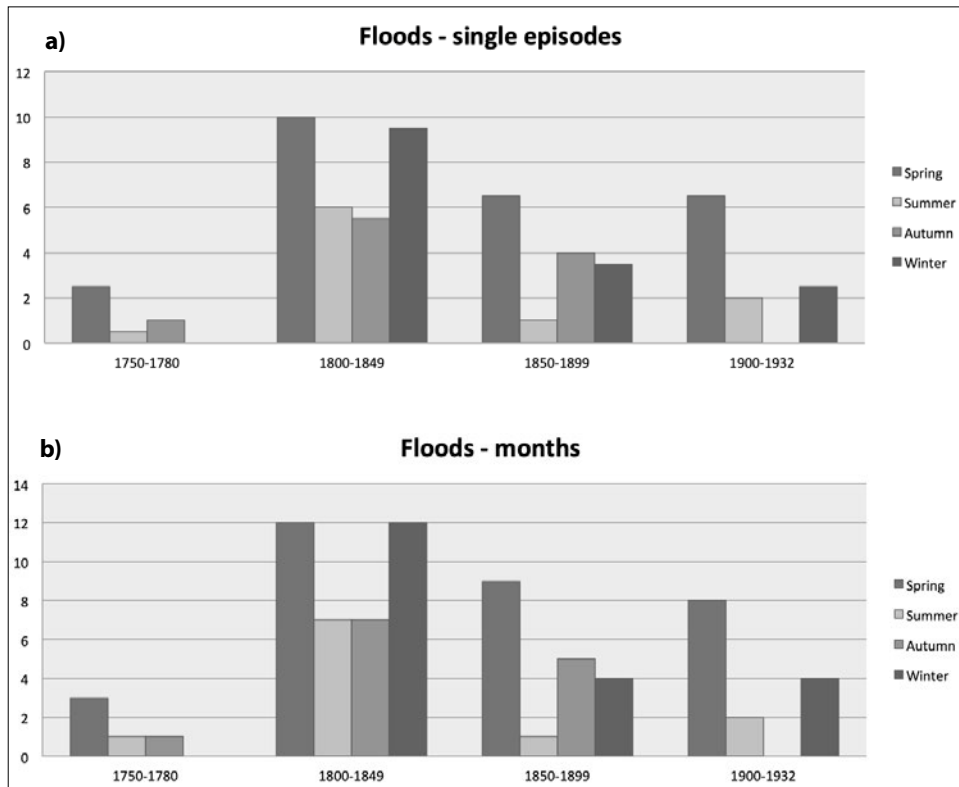 a)
Floods - single episodes
12
10
8
6
4
2
0
1750-1780
1800-1849
1850-1899
1900-1932
Spring
Summer
Autumn
Winter
b)
Floods - months
14
12
10
8
6
4
2
0
1750-1780
1800-1849
1850-1899
1900-1932
Spring
Summer
Autumn
Winter